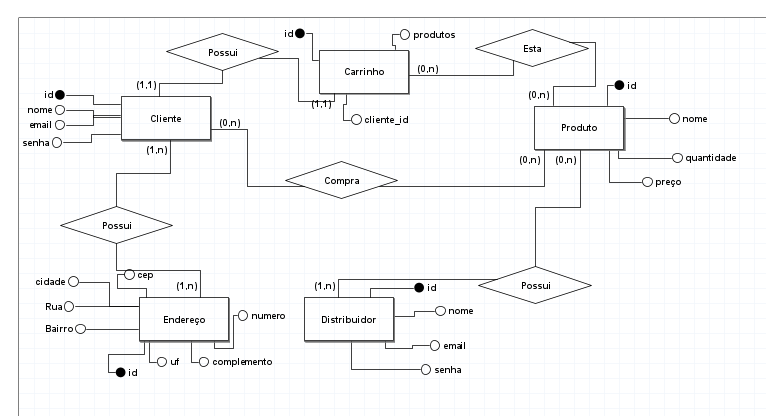 id
produtos
Possui
Esta
Carrinho
(0,n)
(1,1)
id
(1,1)
(0,n)
id
nome
email
senha
Cliente
(0,n)
cliente_id
Produto
nome
(1,n)
(0,n)
(0,n)
quantidade
Compra
preço
Possui
cep
cidade
(1,n)
(1,n)
id
Possui
Rua
Bairro
Endereço
numero
Distribuidor
nome
email
uf
complemento
id
senha